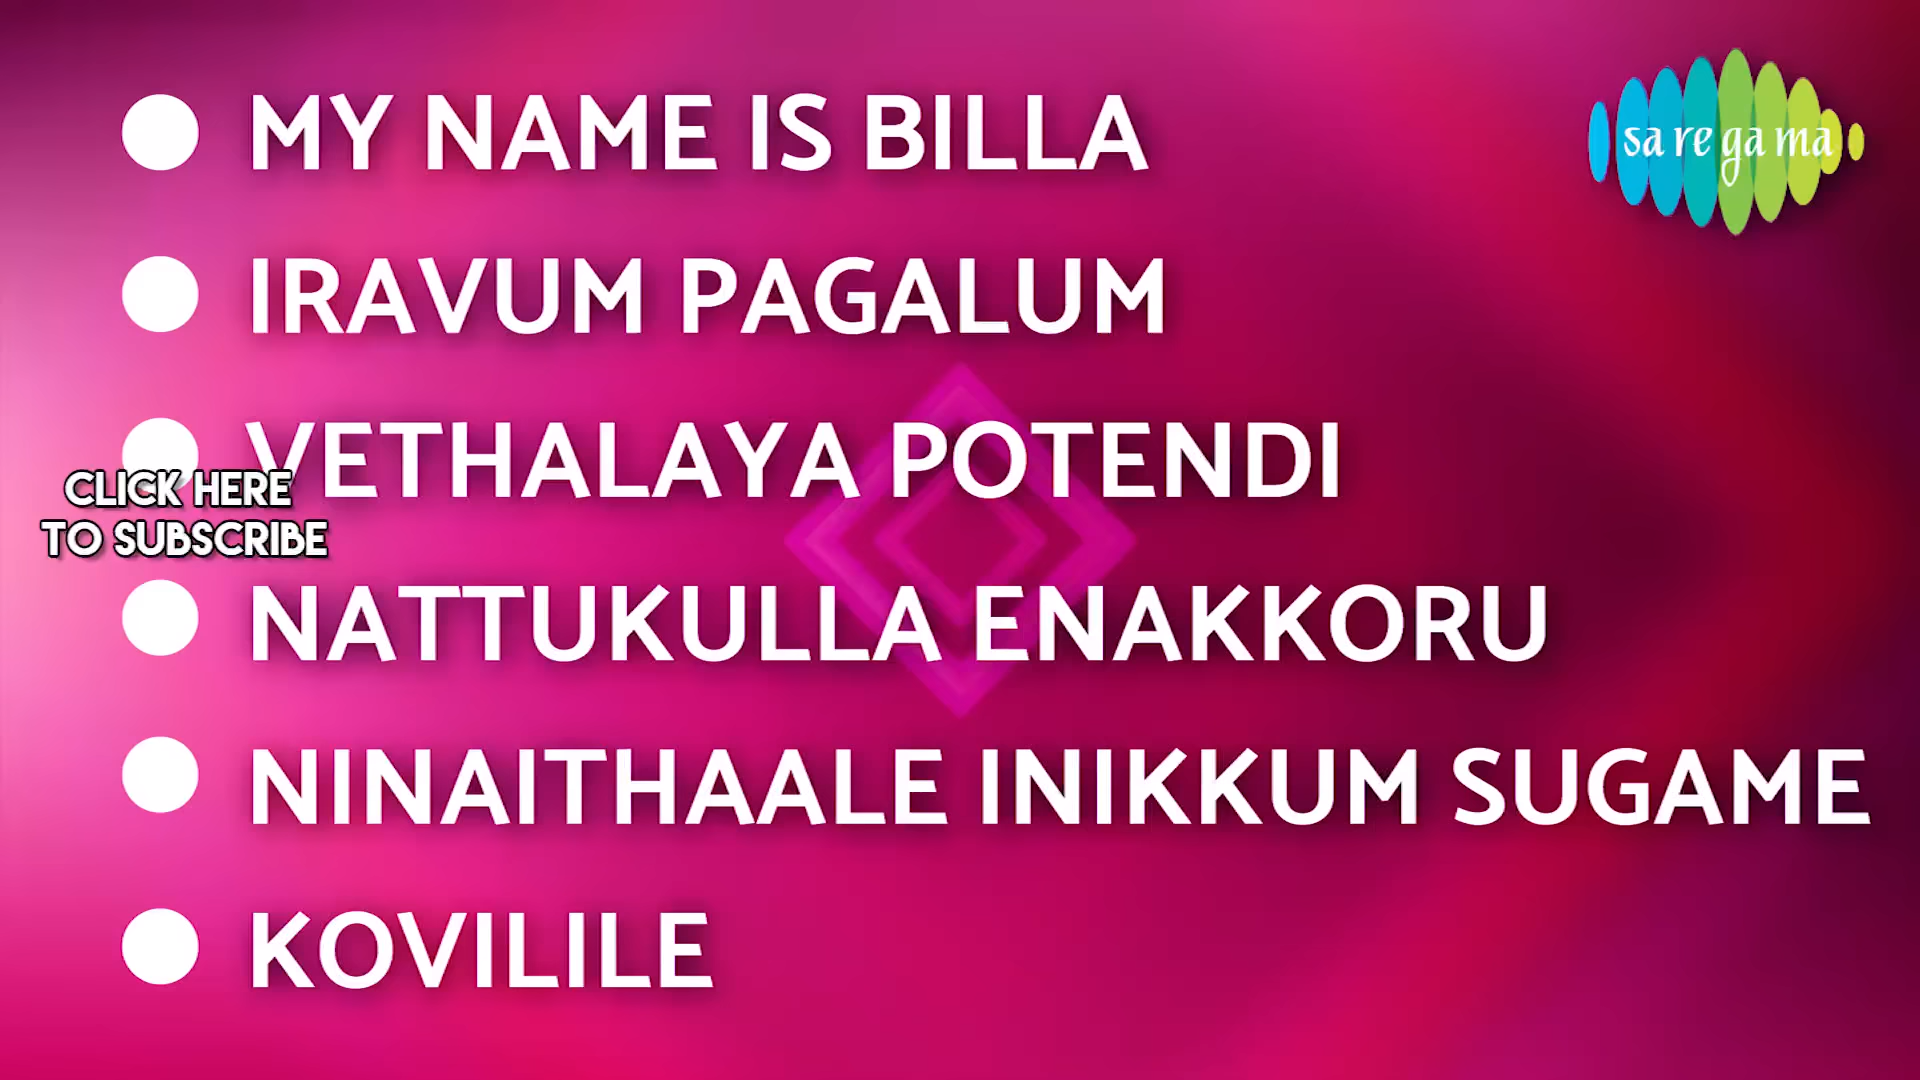 MY NAME IS BILLA
sa re ga ma
IRAVUM PAGALUM
VETHALAYA POTENDI
CLICK HERE
TO SUBSCRIBE
NATTUKULLA ENAKKORU
NINAITHAALE INIKKUM SUGAME
KOVILILE